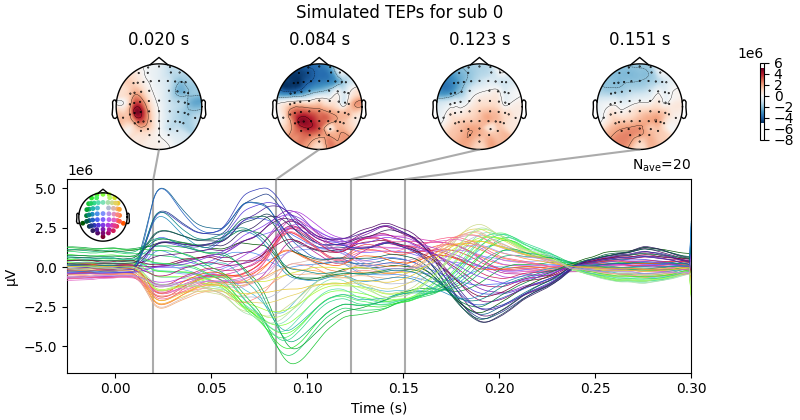 Simulated TEPs for sub 0
0.020 s
0.084 s
0.123 s
0.151 s
1e6
6
4
2
0
−2
−4
−6
−8
1e6
Nave=20
5.0
2.5
0.0
−2.5
−5.0
µV
0.00
0.05
0.10
0.15
0.20
0.25
0.30
Time (s)